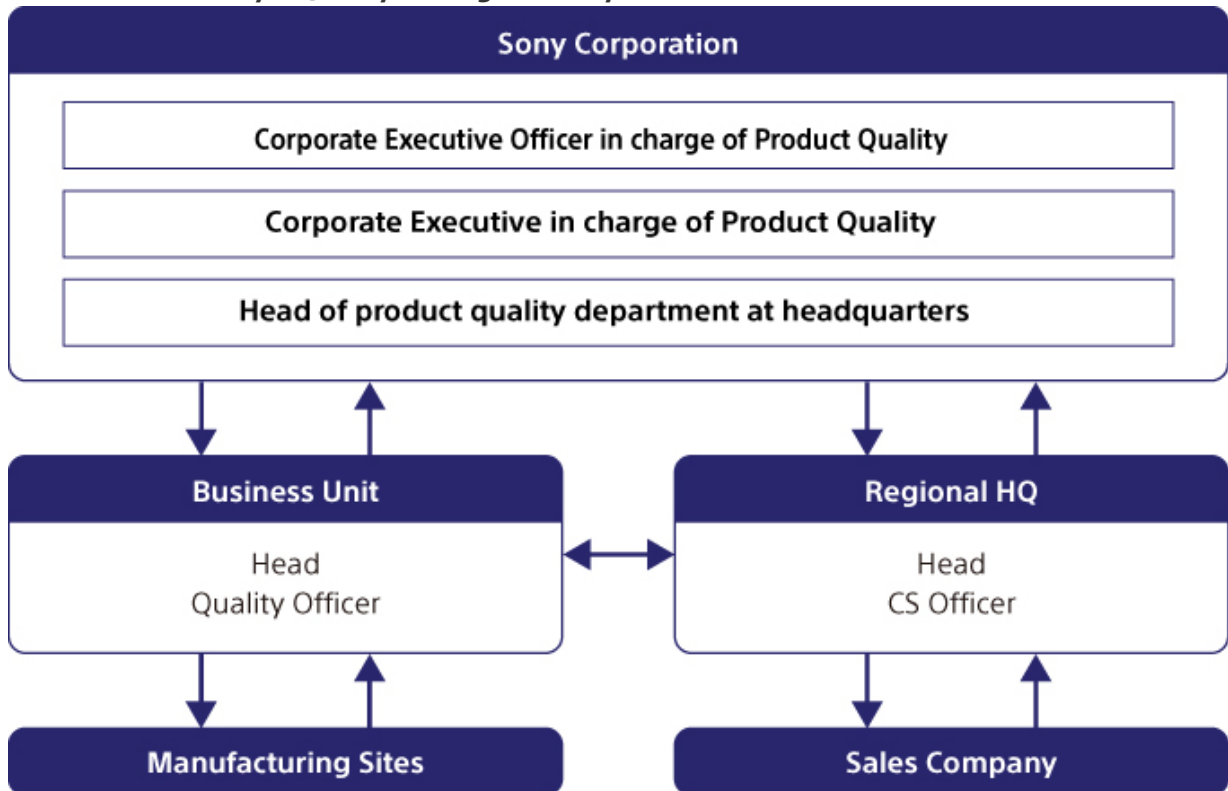 Sony Corporation
Corporate Executive Officer in charge of Product Quality
Corporate Executive in charge of Product Quality
Head of product quality department at headquarters
Business Unit
Head
Quality Officer
Regional HQ
Head
CS Officer
Manufacturing Sites
Sales Company